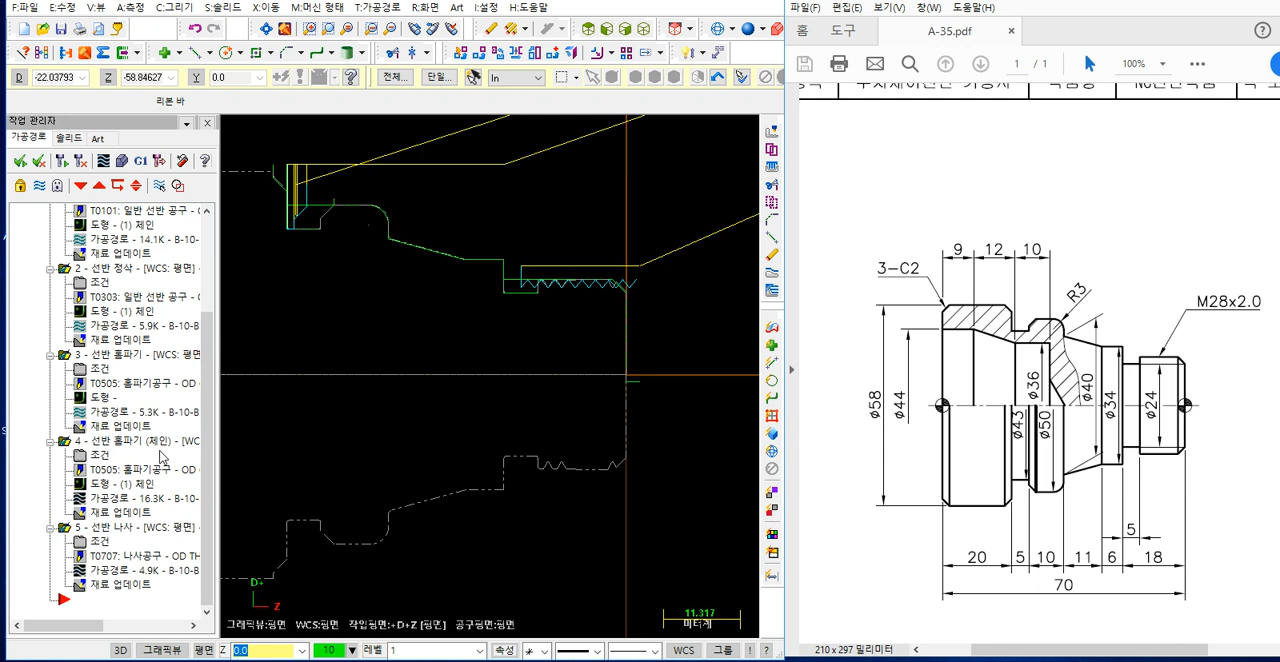 F:파일 E:수정 V:뷰 A:측정 C:그리기 S:솔리드 X:이동 M:머신 형태 T:가공경로 R:화면 Art I:설정 H:도움말
D -22.03793 Z 58.84627 Y 0.0 전체... 단일... In
리본 바
작업 관리자
가공경로 솔리드 Art
G1
T0101: 일반 선반 공구 - 
도형 - (1) 체인
가공경로 - 14.1K - B-10-
재료 업데이트
2 - 선반 정삭 - [WCS: 평면]
조건
T0303: 일반 선반 공구 - 
도형 - (1) 체인
가공경로 - 5.9K - B-10-B
재료 업데이트
3 - 선반 홈파기 - [WCS: 평면
조건
T0505: 홈파기공구 - OD
도형 -
가공경로 - 5.3K - B-10-B
재료 업데이트
4 - 선반 홈파기 (체인) - [WC
조건
T0505: 홈파기공구 - OD
도형 - (1) 체인
가공경로 - 16.3K - B-10-
재료 업데이트
5 - 선반 나사 - [WCS: 평면]
조건
T0707: 나사공구 - OD TH
가공경로 - 4.9K - B-10-B
재료 업데이트
D+
Z
그래픽뷰:평면 WCS:평면 작업평면:+D+Z [평면] 공구평면:평면
11.317
미터계
3D 그래픽뷰 평면 Z 0.0 10 레벨 1 속성 WCS 그룹 ! ?
파일(F) 편집(E) 보기(V) 창(W) 도움말(H)
홈 도구 A-35.pdf ×
1 / 1 100%
9 12 10
3-C2
R3
M28x2.0
ø58
ø44
ø43
ø36
ø50
ø40
ø34
ø24
5
20 5 10 11 6 18
70
210 x 297 밀리미터